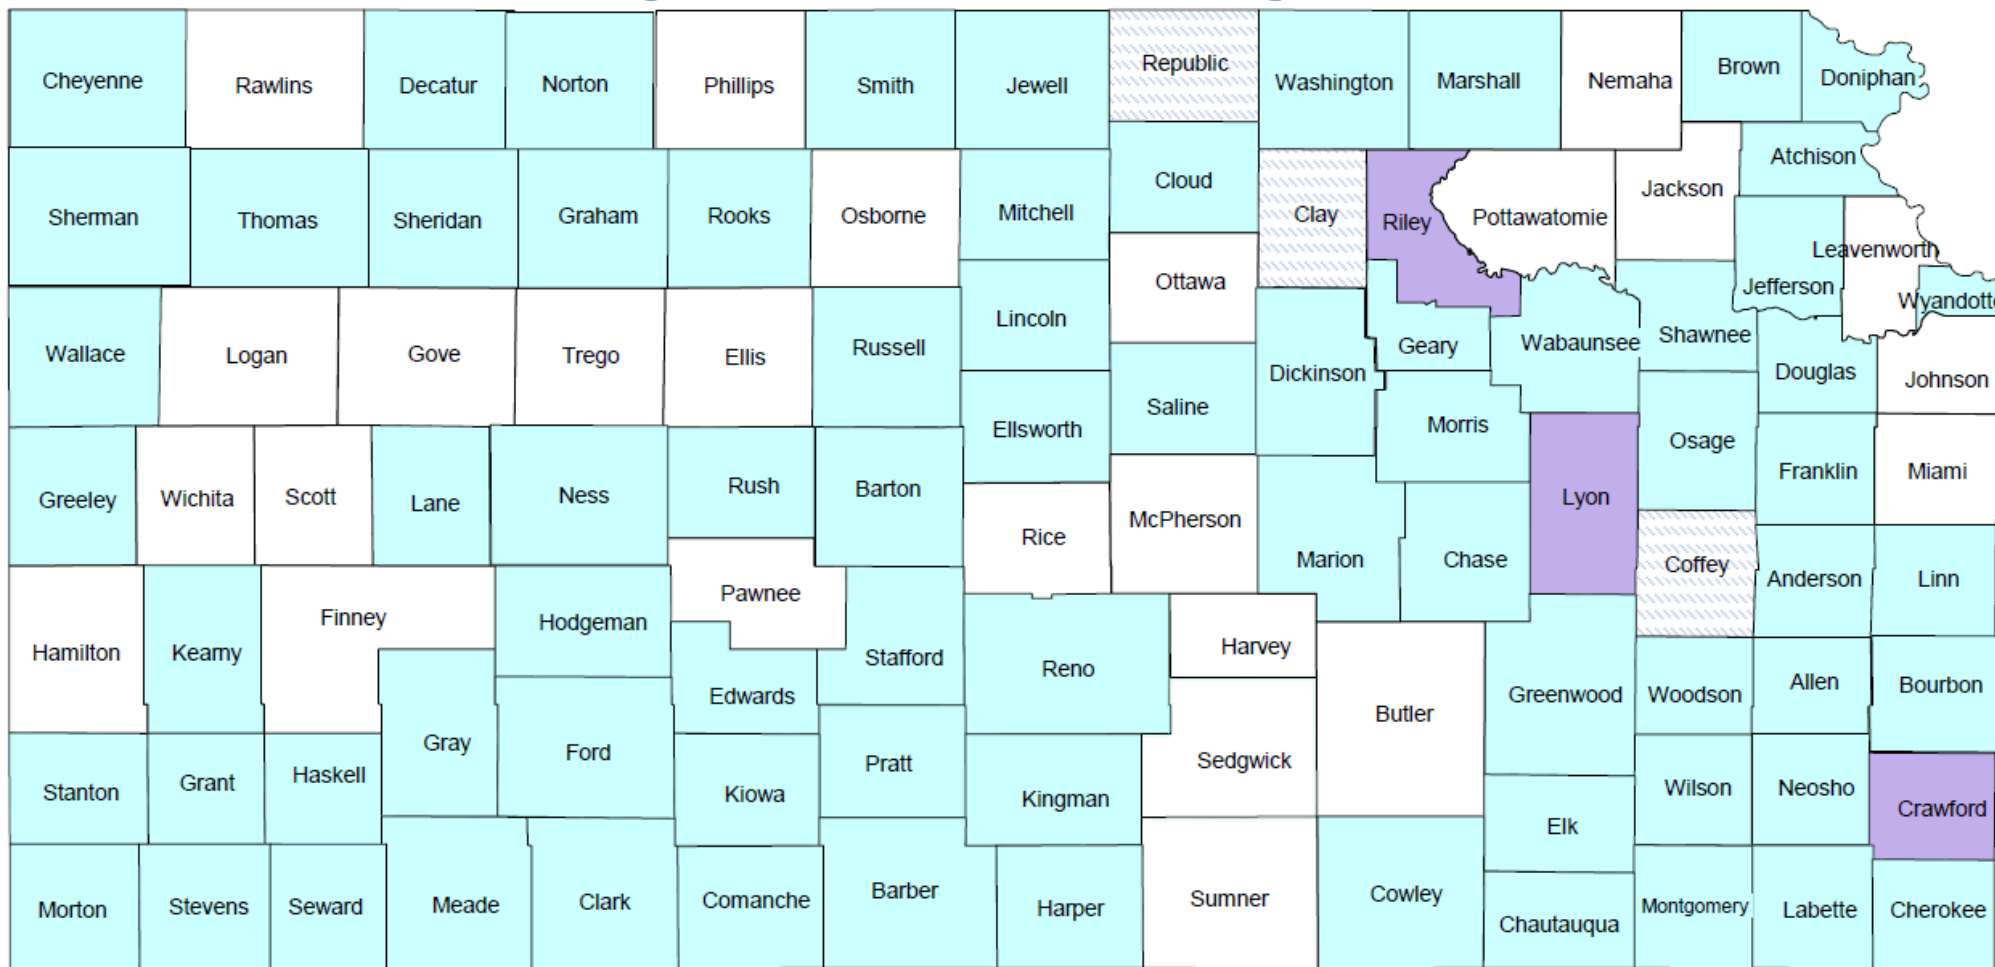 Cheyenne
Rawlins
Decatur
Norton
Phillips
Smith
Jewell
Republic
Washington
Marshall
Nemaha
Brown
Doniphan
Sherman
Thomas
Sheridan
Graham
Rooks
Osborne
Mitchell
Cloud
Clay
Riley
Pottawatomie
Jackson
Atchison
Jefferson
Leavenworth
Wyandotte
Wallace
Logan
Gove
Trego
Ellis
Russell
Lincoln
Ottawa
Dickinson
Geary
Wabaunsee
Shawnee
Douglas
Johnson
Ellsworth
Saline
Morris
Osage
Franklin
Miami
Greeley
Wichita
Scott
Lane
Ness
Rush
Barton
Rice
McPherson
Marion
Chase
Lyon
Coffey
Anderson
Linn
Hamilton
Kearny
Finney
Hodgeman
Pawnee
Edwards
Stafford
Reno
Harvey
Butler
Greenwood
Woodson
Allen
Bourbon
Stanton
Grant
Haskell
Gray
Ford
Kiowa
Pratt
Kingman
Sedgwick
Elk
Wilson
Neosho
Crawford
Morton
Stevens
Seward
Meade
Clark
Comanche
Barber
Harper
Sumner
Cowley
Chautauqua
Montgomery
Labette
Cherokee